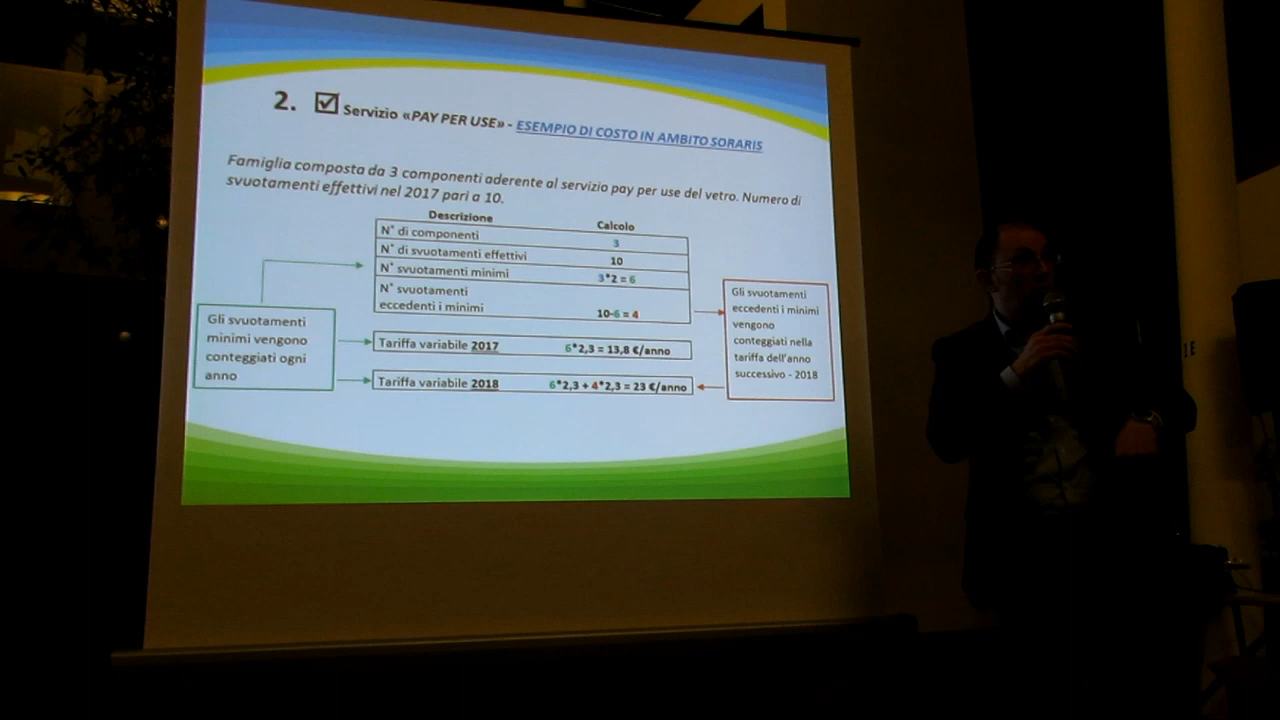 2. Servizio «PAY PER USE» - ESEMPIO DI COSTO IN AMBITO SORARIS
Famiglia composta da 3 componenti aderente al servizio pay per use del vetro. Numero di
svuotamenti effettivi nel 2017 pari a 10.
Descrizione Calcolo
N° di componenti 3
N° di svuotamenti effettivi 10
N° svuotamenti minimi 3*2 = 6
N° svuotamenti
eccedenti i minimi 10-6 = 4
Gli svuotamenti
minimi vengono
conteggiati ogni
anno
Tariffa variabile 2017 6*2,3 = 13,8 €/anno
Tariffa variabile 2018 6*2,3 + 4*2,3 = 23 €/anno
Gli svuotamenti
eccedenti i minimi
vengono
conteggiati nella
tariffa dell'anno
successivo - 2018